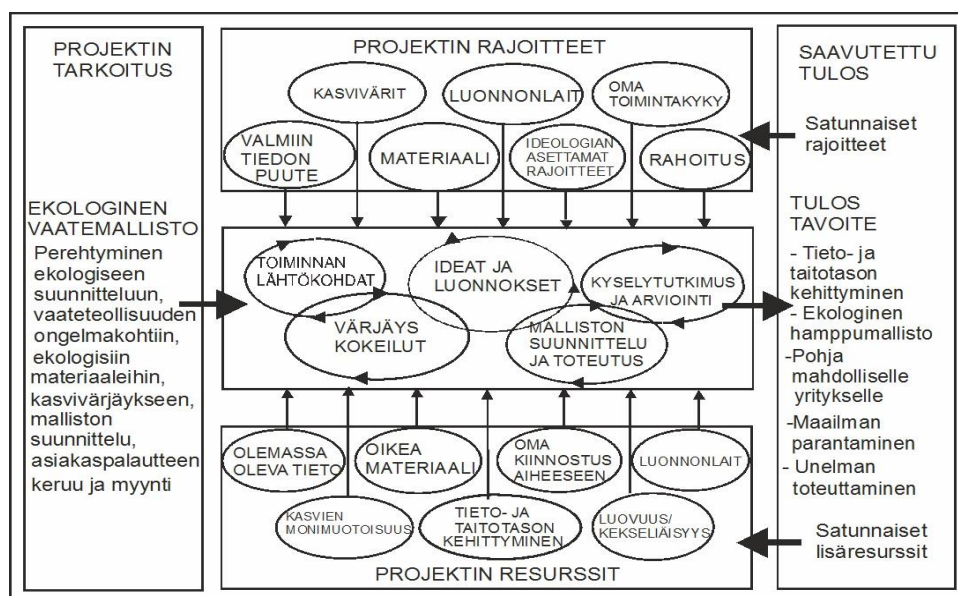 PROJEKTIN
TARKOITUS
EKOLOGINEN
VAATEMALLISTO
Perehtyminen
ekologiseen
suunnitteluun,
vaateteollisuuden
ongelmakohtiin,
ekologisiin
materiaaleihin,
kasvivärjäykseen,
malliston
suunnittelu,
asiakaspalautteen
keruu ja myynti
PROJEKTIN RAJOITTEET
KASVIVÄRIT
LUONNONLAIT
OMA
TOIMINTAKYKY
VALMIIN
TIEDON
PUUTE
MATERIAALI
IDEOLOGIAN
ASETTAMAT
RAJOITTEET
RAHOITUS
TOIMINNAN
LÄHTÖKOHDAT
IDEAT JA
LUONNOKSET
KYSELYTUTKIMUS
JA ARVIOINTI
VÄRJÄYS
KOKEILUT
MALLISTON
SUUNNITTELU
JA TOTEUTUS
OLEMASSA
OLEVA TIETO
OIKEA
MATERIAALI
OMA
KIINNOSTUS
AIHEESEEN
LUONNONLAIT
KASVIEN
MONIMUOTOISUUS
TIETO- JA
TAITOTASON
KEHITTYMINEN
LUOVUUS/
KEKSELIÄISYYS
PROJEKTIN RESURSSIT
SAAVUTETTU
TULOS
Satunnaiset
rajoitteet
TULOS
TAVOITE
- Tieto- ja
taitotason
kehittyminen
- Ekologinen
hamppumallisto
-Pohja
mahdolliselle
yritykselle
-Maailman
parantaminen
- Unelman
toteuttaminen
Satunnaiset
lisäresurssit